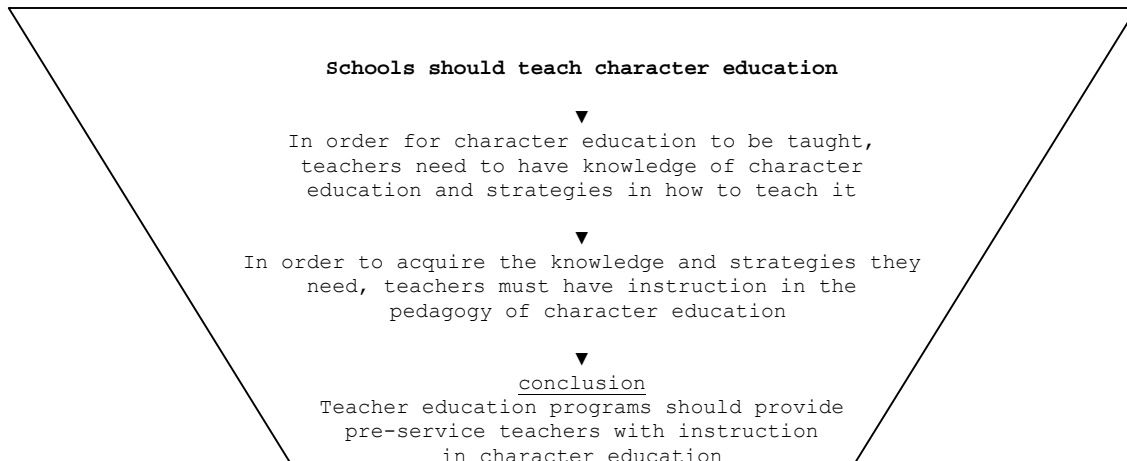 Schools should teach character education
▼
In order for character education to be taught,
teachers need to have knowledge of character
education and strategies in how to teach it
▼
In order to acquire the knowledge and strategies they
need, teachers must have instruction in the
pedagogy of character education
▼
conclusion
Teacher education programs should provide
pre-service teachers with instruction
in character education